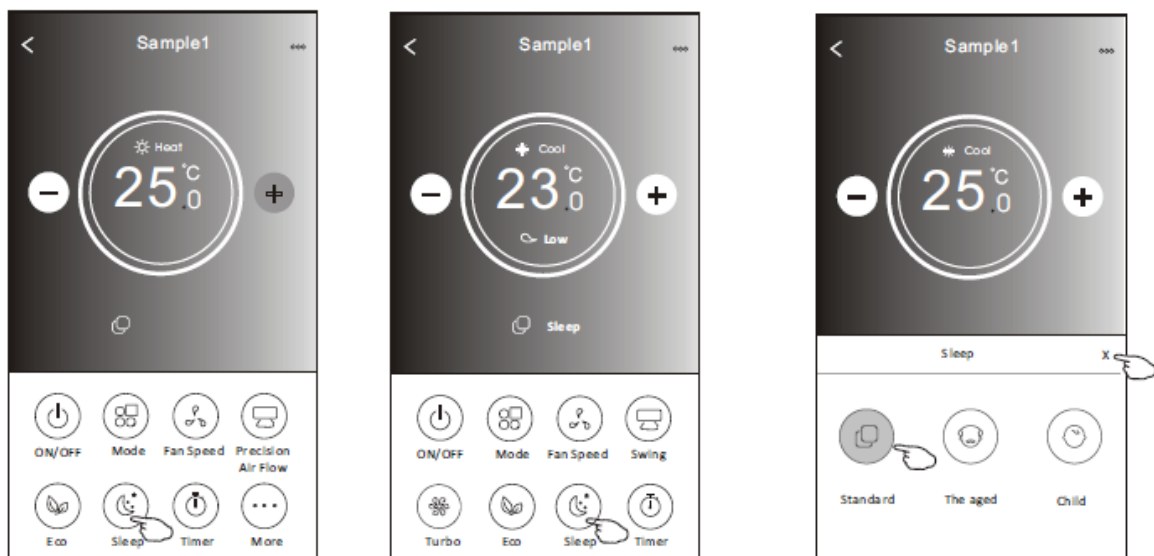 Sample1
Heat
25.0 °C
ON/OFF Mode Fan Speed Precision Air Flow
Eco Sleep Timer More
Sample1
Cool
23.0 °C
Low
Sleep
ON/OFF Mode Fan Speed Swing
Turbo Eco Sleep Timer
Sample1
Cool
25.0 °C
Sleep X
Standard The aged Child